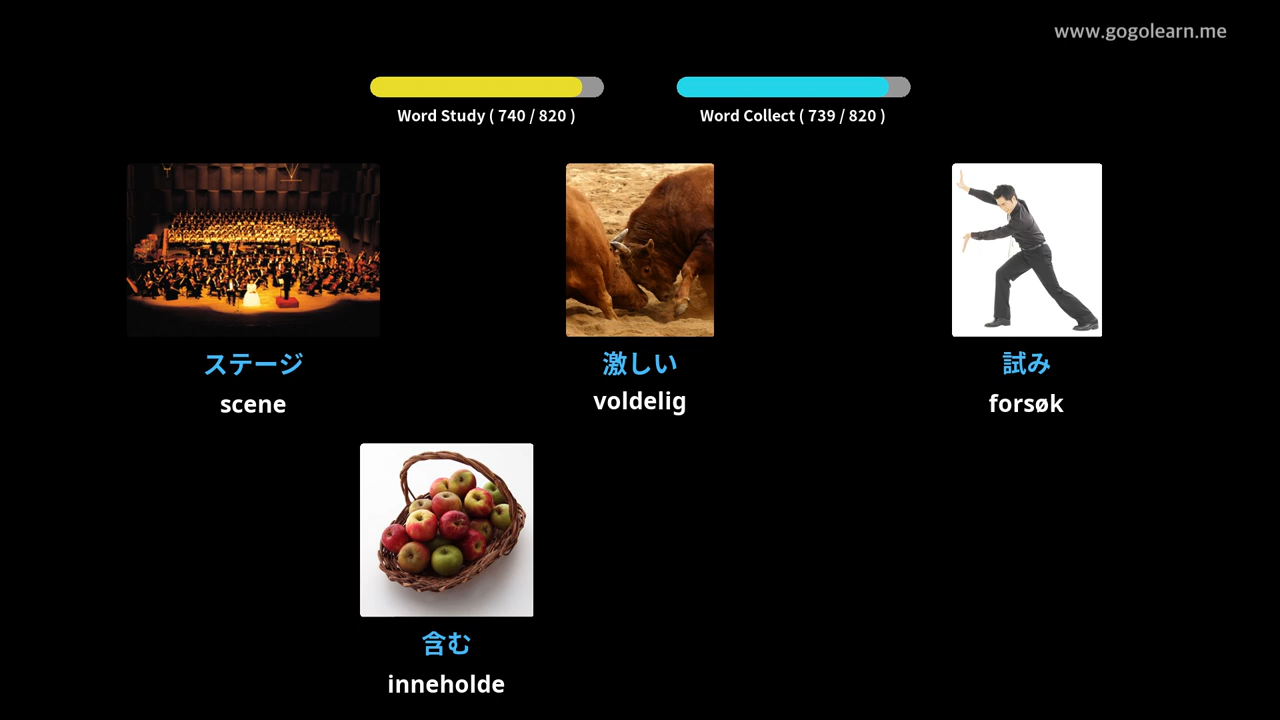 www.gogolearn.me
Word Study ( 740 / 820 )
Word Collect ( 739 / 820 )
ステージ
scene
激しい
voldelig
試み
forsøk
含む
inneholde